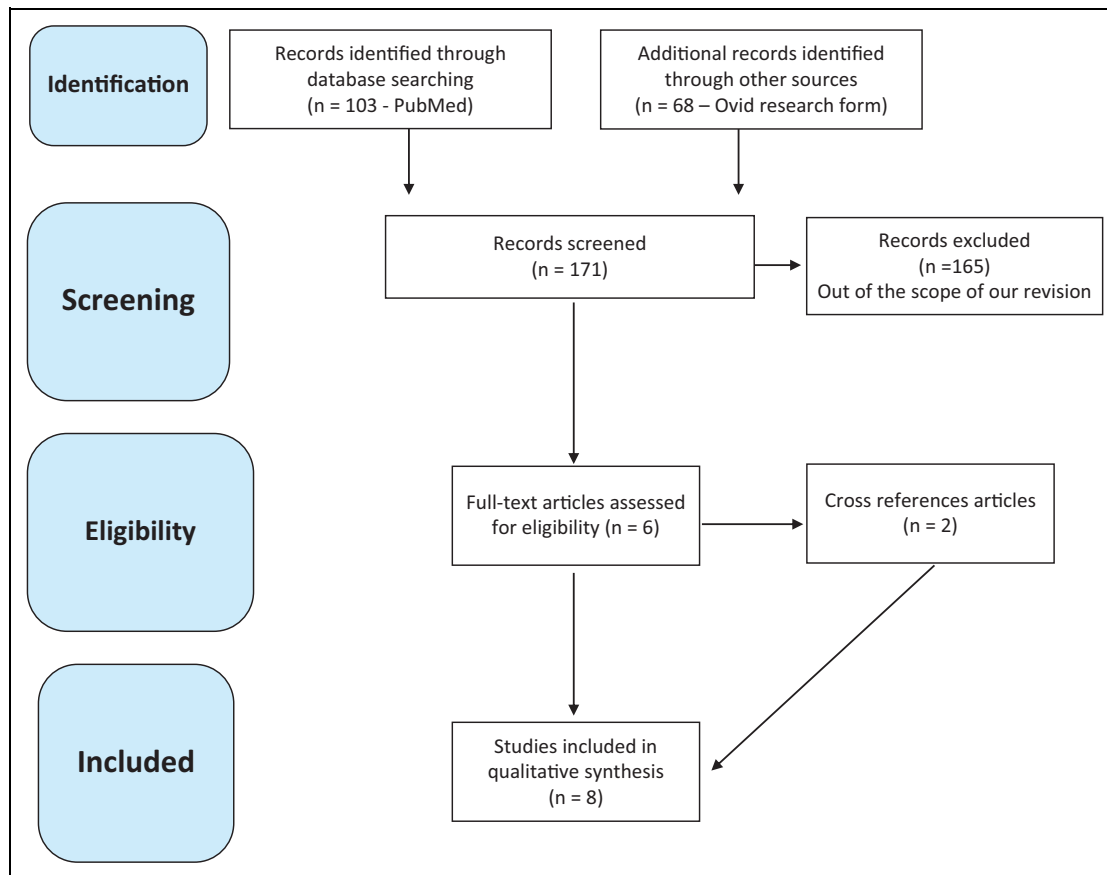 Identification
Records identified through
database searching
(n = 103 - PubMed)
Additional records identified
through other sources
(n = 68 – Ovid research form)
Screening
Records screened
(n = 171)
Records excluded
(n =165)
Out of the scope of our revision
Eligibility
Full-text articles assessed
for eligibility (n = 6)
Cross references articles
(n = 2)
Included
Studies included in
qualitative synthesis
(n = 8)